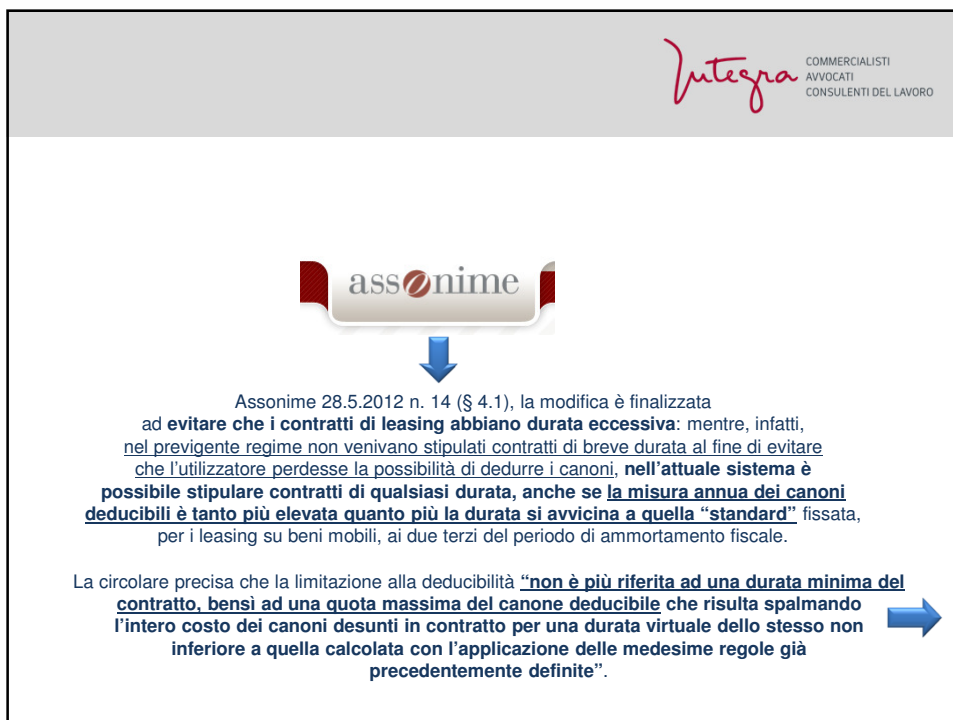 Integra
COMMERCIALISTI
AVVOCATI
CONSULENTI DEL LAVORO
assonime
Assonime 28.5.2012 n. 14 (§ 4.1), la modifica è finalizzata
ad evitare che i contratti di leasing abbiano durata eccessiva: mentre, infatti,
nel previgente regime non venivano stipulati contratti di breve durata al fine di evitare
che l’utilizzatore perdesse la possibilità di dedurre i canoni, nell’attuale sistema è
possibile stipulare contratti di qualsiasi durata, anche se la misura annua dei canoni
deducibili è tanto più elevata quanto più la durata si avvicina a quella “standard” fissata,
per i leasing su beni mobili, ai due terzi del periodo di ammortamento fiscale.
La circolare precisa che la limitazione alla deducibilità “non è più riferita ad una durata minima del
contratto, bensì ad una quota massima del canone deducibile che risulta spalmando
l’intero costo dei canoni desunti in contratto per una durata virtuale dello stesso non
inferiore a quella calcolata con l’applicazione delle medesime regole già
precedentemente definite”.